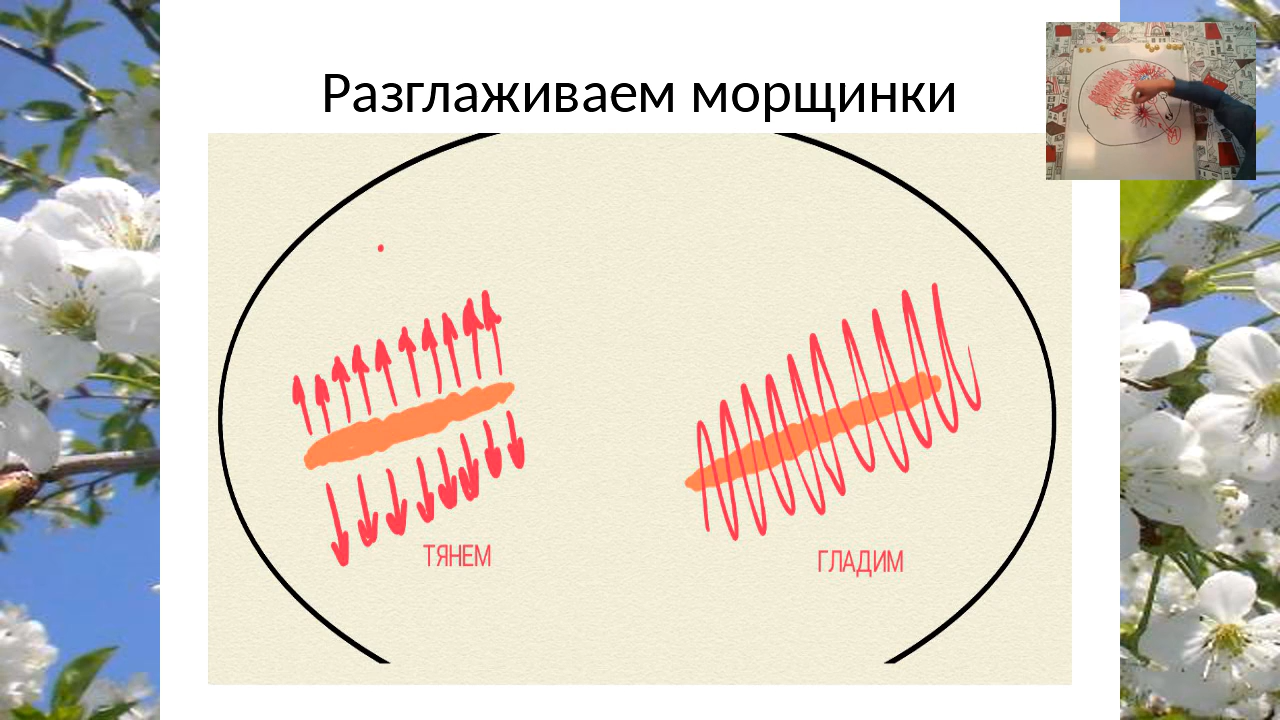 Разглаживаем морщинки
ТЯНЕМ
ГЛАДИМ